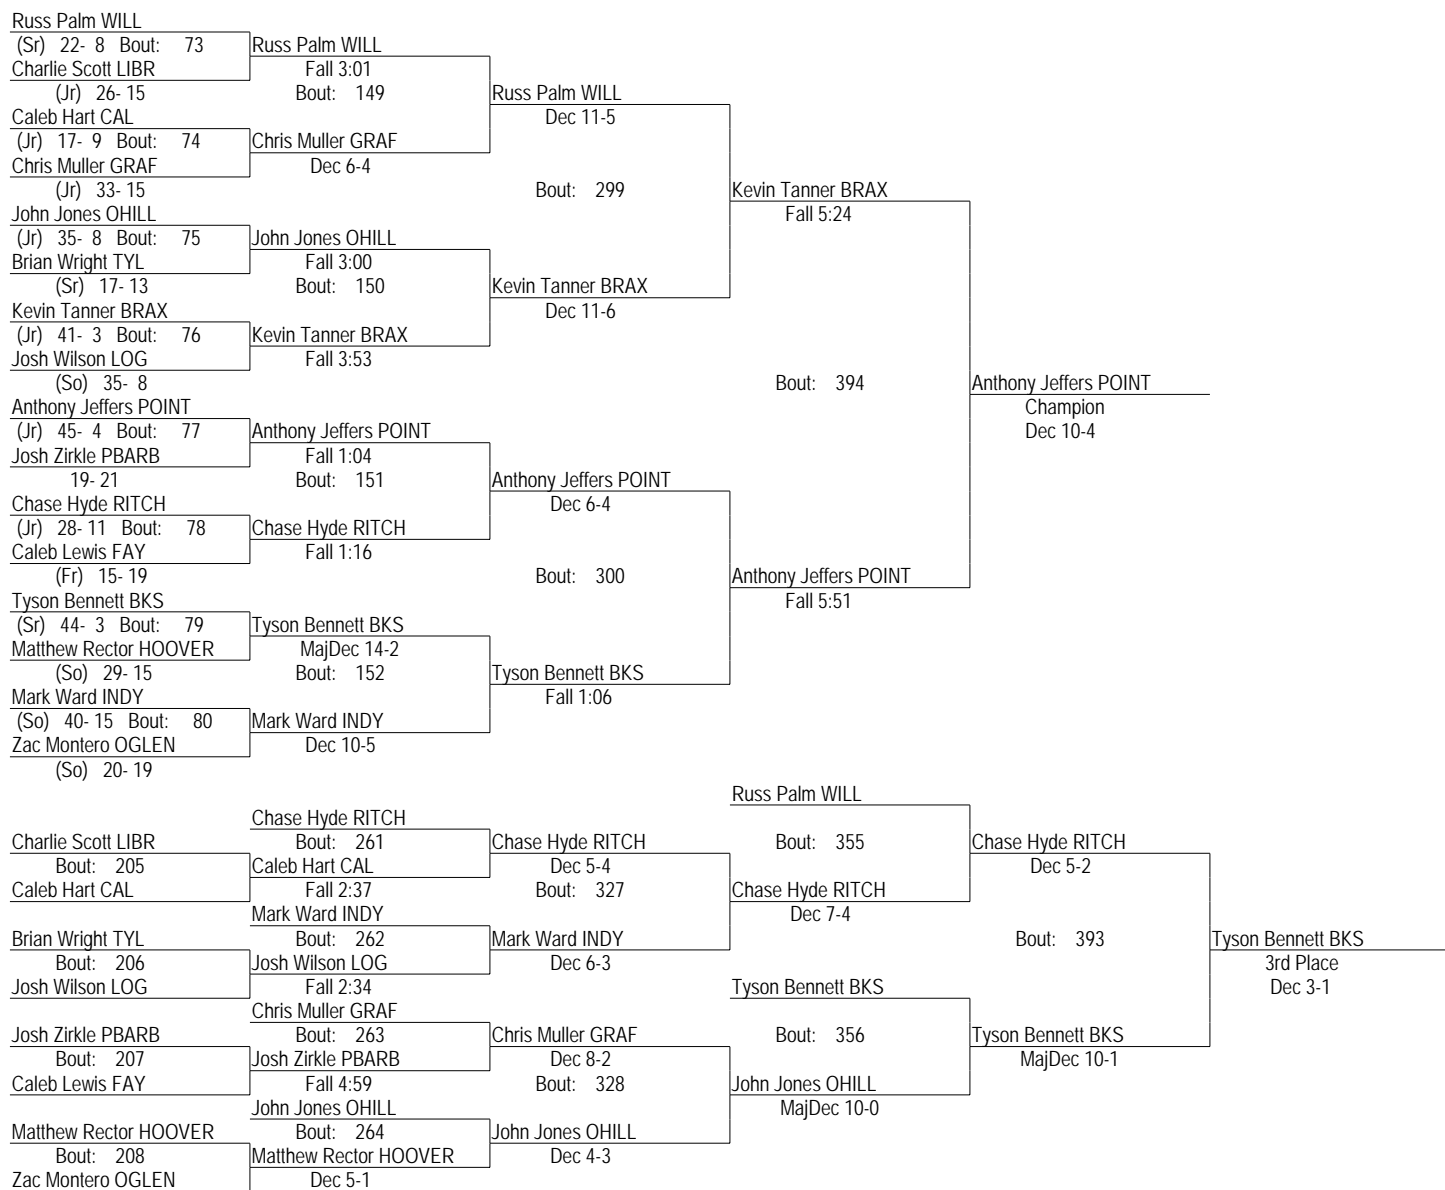 Russ Palm WILL
(Sr) 22- 8 Bout: 73 Russ Palm WILL
Charlie Scott LIBR Fall 3:01
(Jr) 26- 15 Bout: 149 Russ Palm WILL
Caleb Hart CAL Dec 11-5
(Jr) 17- 9 Bout: 74 Chris Muller GRAF
Chris Muller GRAF Dec 6-4
(Jr) 33- 15 Bout: 299 Kevin Tanner BRAX
John Jones OHILL Fall 5:24
(Jr) 35- 8 Bout: 75 John Jones OHILL
Brian Wright TYL Fall 3:00
(Sr) 17- 13 Bout: 150 Kevin Tanner BRAX
Kevin Tanner BRAX Dec 11-6
(Jr) 41- 3 Bout: 76 Kevin Tanner BRAX
Josh Wilson LOG Fall 3:53
(So) 35- 8 Bout: 394 Anthony Jeffers POINT
Anthony Jeffers POINT Champion
(Jr) 45- 4 Bout: 77 Anthony Jeffers POINT Dec 10-4
Josh Zirkle PBARB Fall 1:04
19- 21 Bout: 151 Anthony Jeffers POINT
Chase Hyde RITCH Dec 6-4
(Jr) 28- 11 Bout: 78 Chase Hyde RITCH
Caleb Lewis FAY Fall 1:16
(Fr) 15- 19 Bout: 300 Anthony Jeffers POINT
Tyson Bennett BKS Fall 5:51
(Sr) 44- 3 Bout: 79 Tyson Bennett BKS
Matthew Rector HOOVER MajDec 14-2
(So) 29- 15 Bout: 152 Tyson Bennett BKS
Mark Ward INDY Fall 1:06
(So) 40- 15 Bout: 80 Mark Ward INDY
Zac Montero OGLEN Dec 10-5
(So) 20- 19
Russ Palm WILL
Chase Hyde RITCH
Charlie Scott LIBR Bout: 261 Chase Hyde RITCH Bout: 355 Chase Hyde RITCH
Bout: 205 Caleb Hart CAL Dec 5-4 Dec 5-2
Caleb Hart CAL Fall 2:37 Bout: 327 Chase Hyde RITCH
Mark Ward INDY Dec 7-4
Brian Wright TYL Bout: 262 Mark Ward INDY Bout: 393 Tyson Bennett BKS
Bout: 206 Josh Wilson LOG Dec 6-3 3rd Place
Josh Wilson LOG Fall 2:34 Tyson Bennett BKS Dec 3-1
Chris Muller GRAF
Josh Zirkle PBARB Bout: 263 Chris Muller GRAF Bout: 356 Tyson Bennett BKS
Bout: 207 Josh Zirkle PBARB Dec 8-2 MajDec 10-1
Caleb Lewis FAY Fall 4:59 Bout: 328 John Jones OHILL
John Jones OHILL MajDec 10-0
Matthew Rector HOOVER Bout: 264 John Jones OHILL
Bout: 208 Matthew Rector HOOVER Dec 4-3
Zac Montero OGLEN Dec 5-1